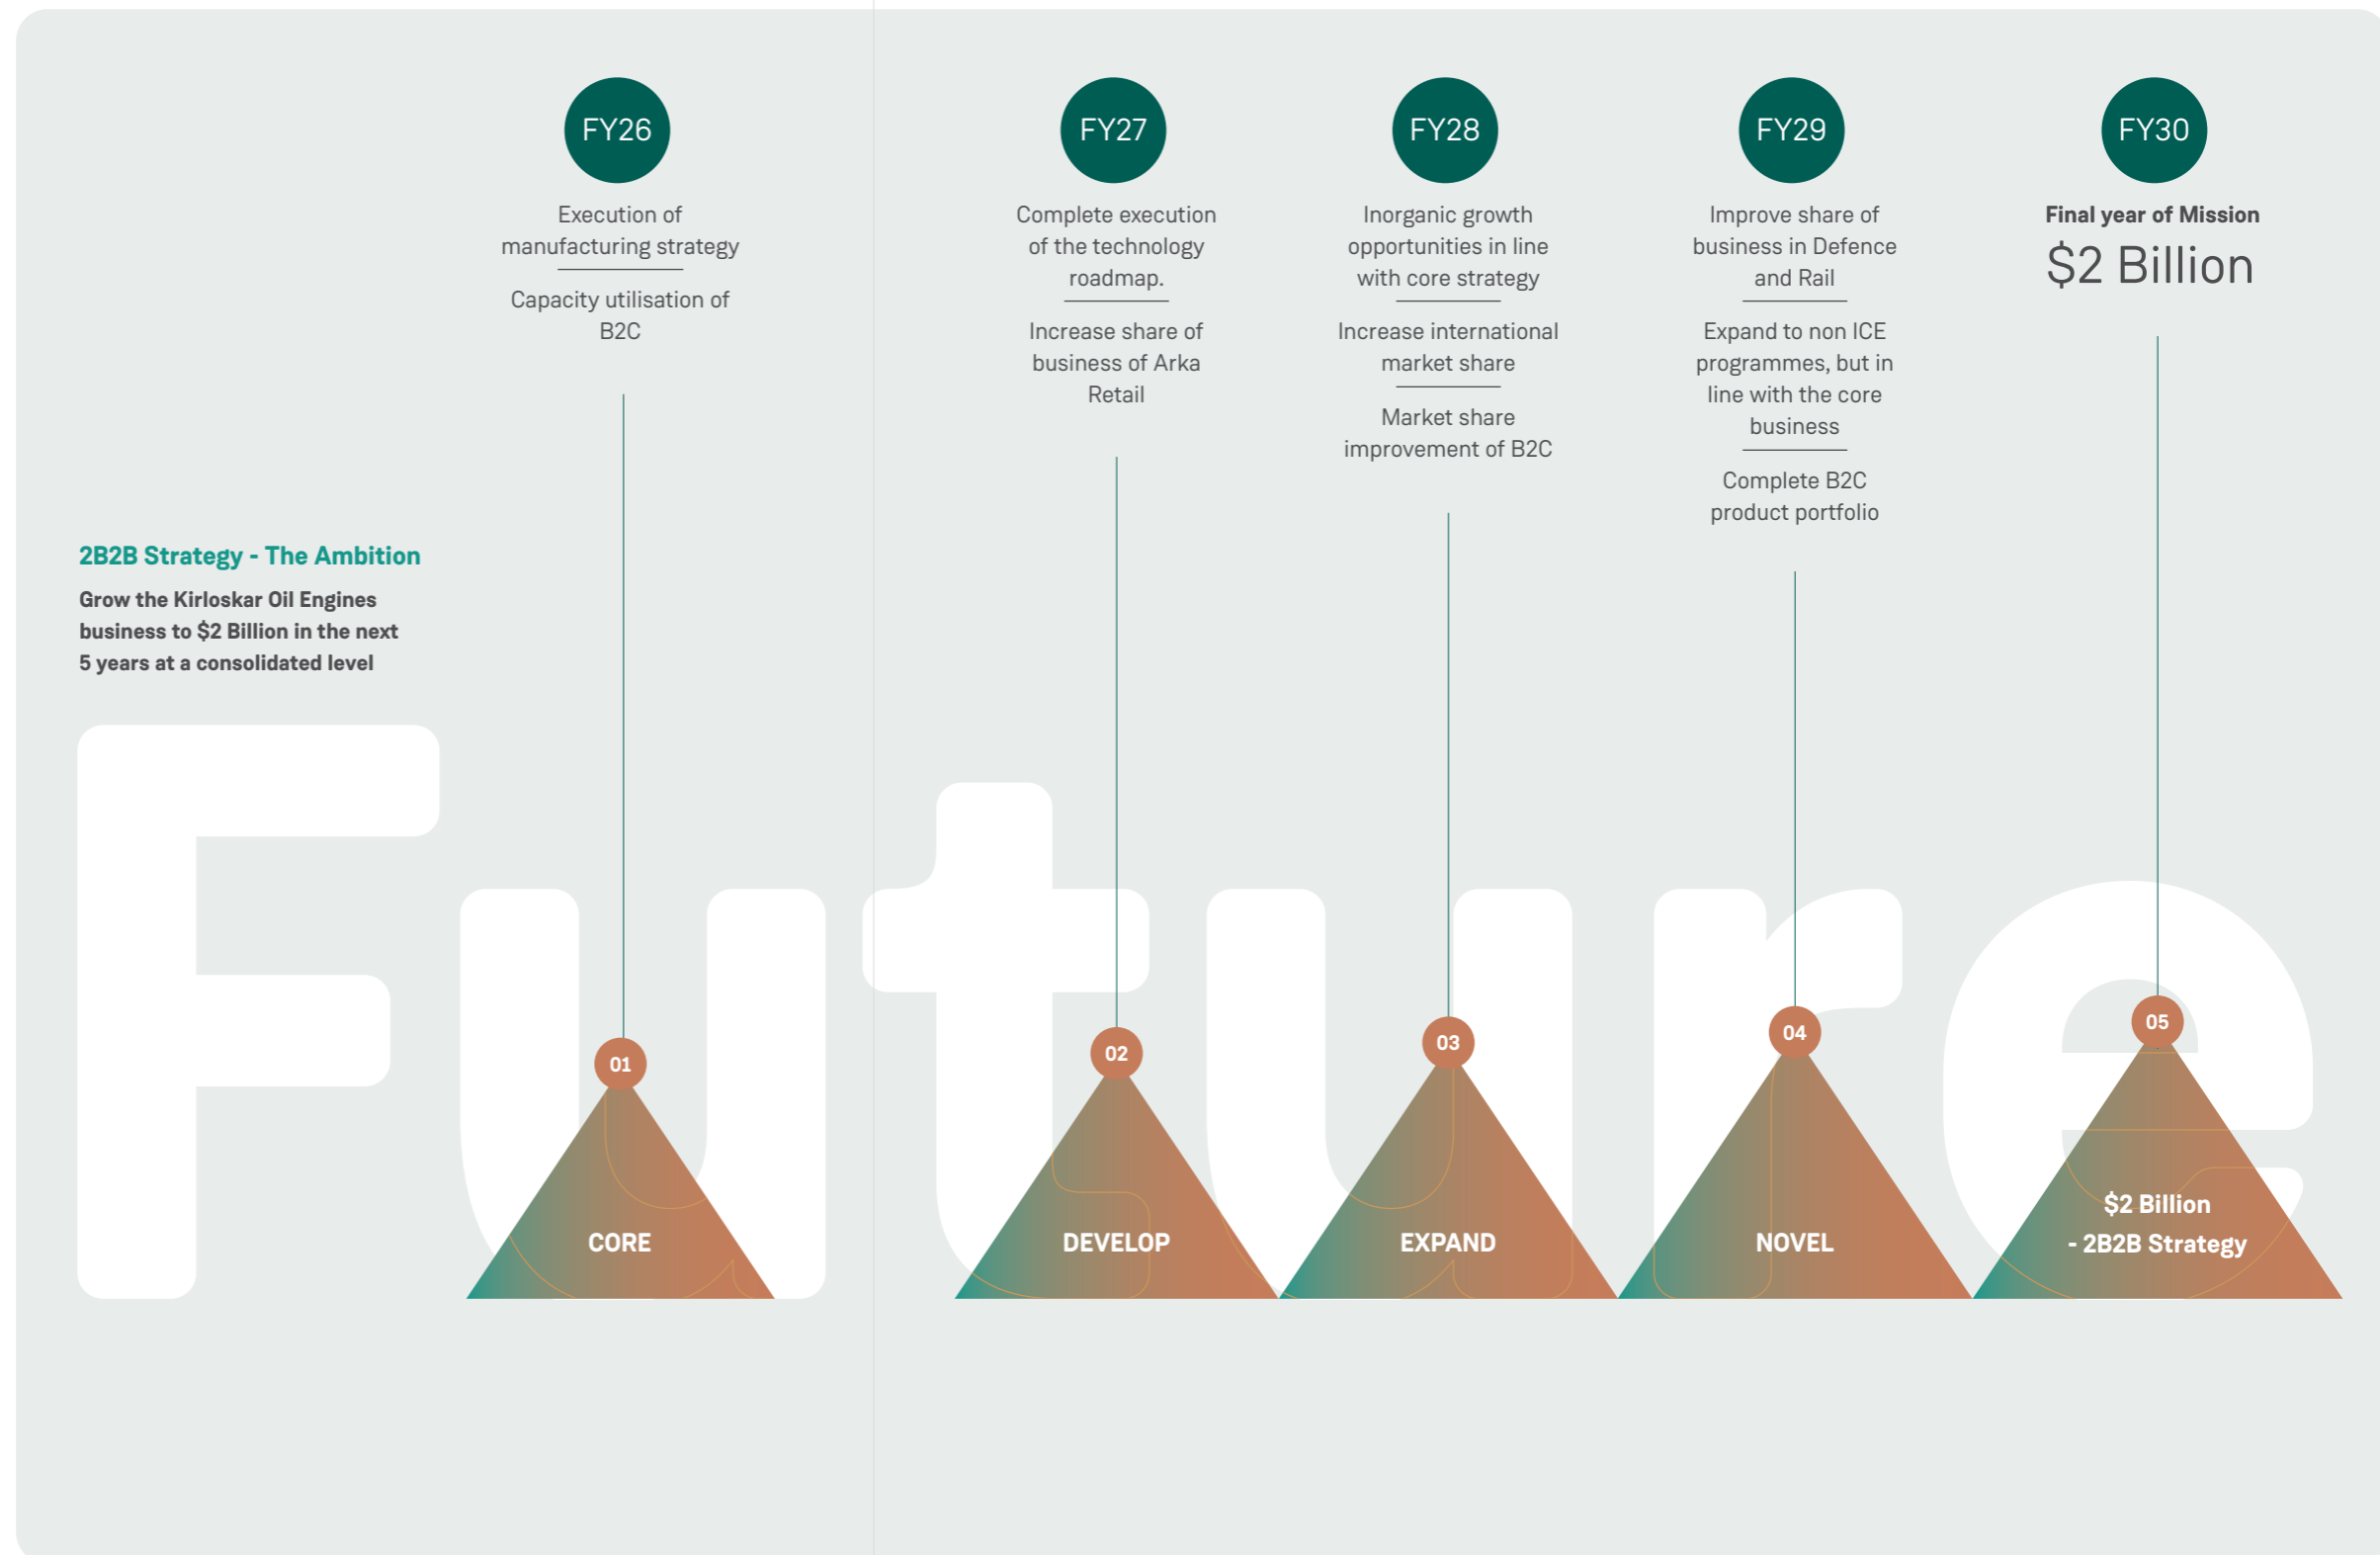 2B2B Strategy - The Ambition
Grow the Kirloskar Oil Engines
business to $2 Billion in the next
5 years at a consolidated level
FY26
Execution of
manufacturing strategy
Capacity utilisation of
B2C
FY27
Complete execution
of the technology
roadmap.
Increase share of
business of Arka
Retail
FY28
Inorganic growth
opportunities in line
with core strategy
Increase international
market share
Market share
improvement of B2C
FY29
Improve share of
business in Defence
and Rail
Expand to non ICE
programmes, but in
line with the core
business
Complete B2C
product portfolio
FY30
Final year of Mission
$2 Billion
Future
01
CORE
02
DEVELOP
03
EXPAND
04
NOVEL
05
$2 Billion
- 2B2B Strategy